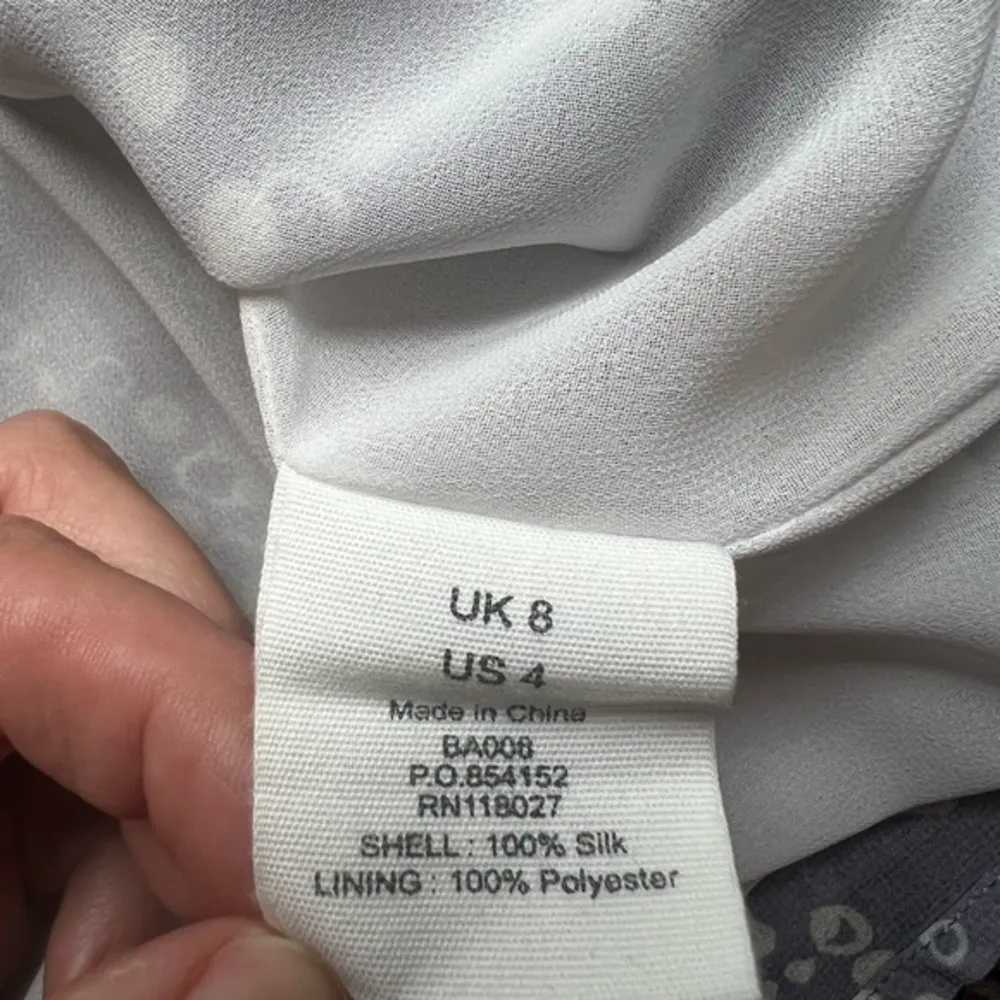 UK 8
US 4
Made in China
BA008
P.O.854152
RN118027
SHELL : 100% Silk
LINING : 100% Polyester